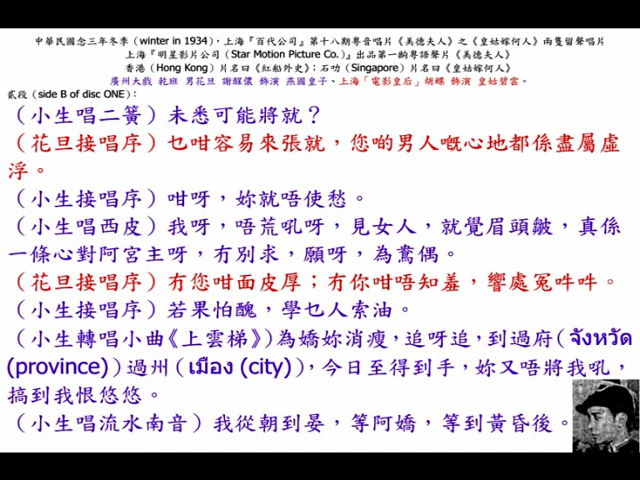 中華民國念三年冬季（winter in 1934），上海『百代公司』第十八期粵音唱片《美德夫人》之《皇姑嫁何人》兩隻留聲唱片
上海『明星影片公司（Star Motion Picture Co.）』出品第一齣粵語聲片《美德夫人》
香港（Hong Kong）片名曰《紅船外史》；石叻（Singapore）片名曰《皇姑嫁何人》
廣州大戲 乾班 男花旦 謝醒儂 飾演 燕國皇子、上海「電影皇后」胡蝶 飾演 皇姑碧雲。
貳段（side B of disc ONE）：
（小生唱二簧）未悉可能將就？
（花旦接唱序）乜咁容易來張就，您啲男人嘅心地都係盡屬虛
浮。
（小生接唱序）咁呀，妳就唔使愁。
（小生唱西皮）我呀，唔荒吼呀，見女人，就覺眉頭皺，真係
一條心對阿宮主呀，冇別求，願呀，為鴛偶。
（花旦接唱序）冇您咁面皮厚；冇你咁唔知羞，響處冤吽吽。
（小生接唱序）若果怕醜，學乜人索油。
（小生轉唱小曲《上雲梯》）為嬌妳消瘦，追呀追，到過府（จังหวัด
(province)）過州（เมือง (city)），今日至得到手，妳又唔將我吼，
搞到我恨悠悠。
（小生唱流水南音）我從朝到晏，等阿嬌，等到黃昏後。